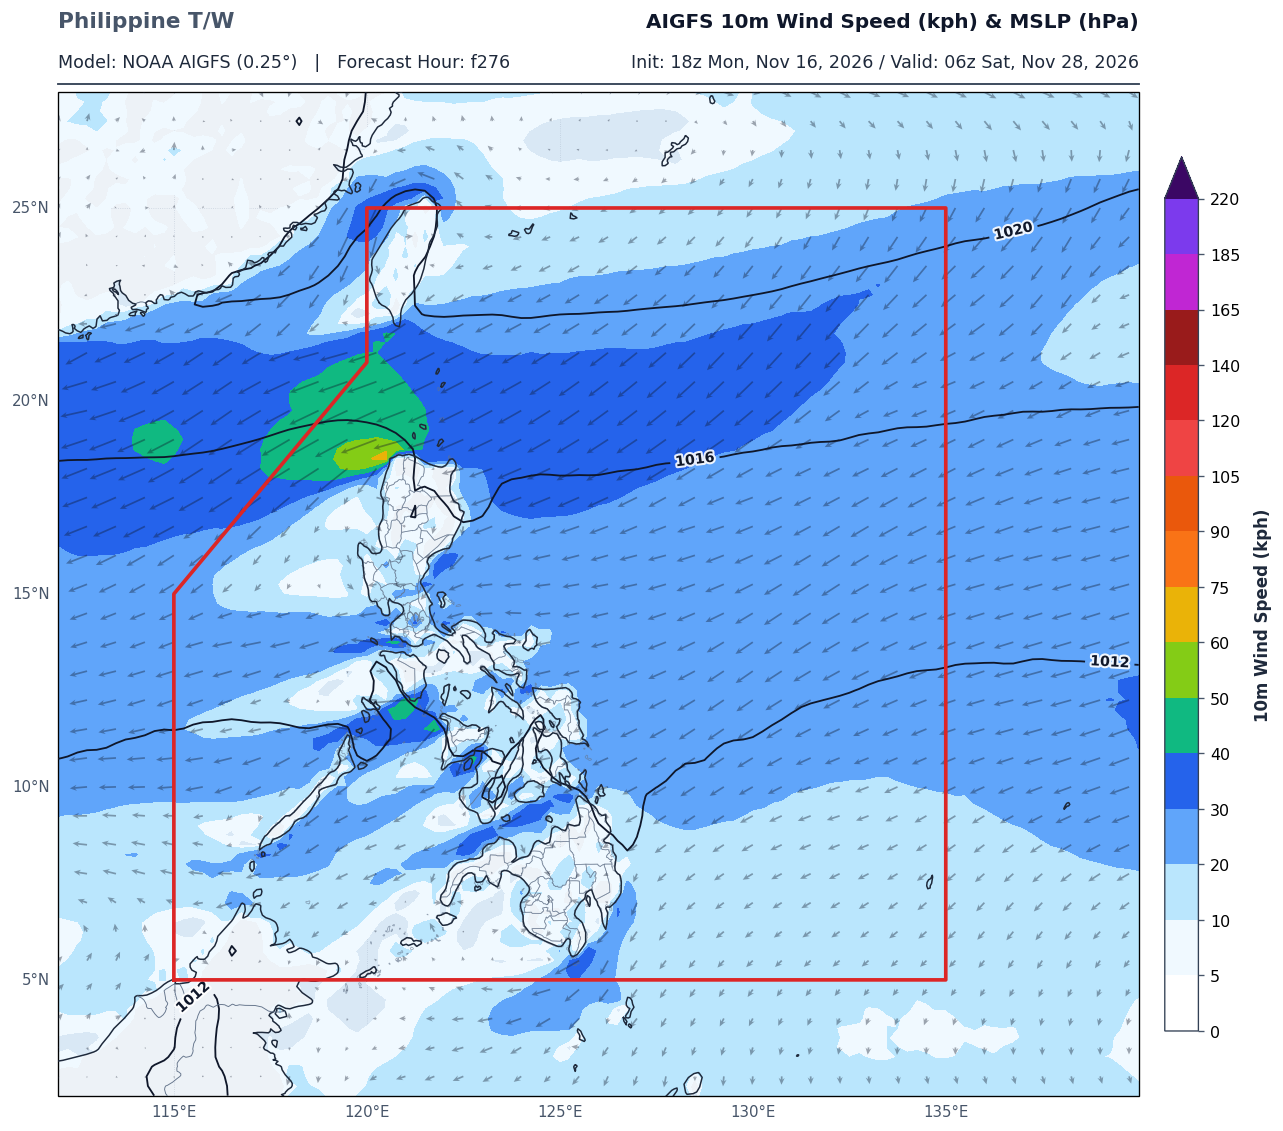 Philippine T/W
AIGFS 10m Wind Speed (kph) & MSLP (hPa)
Model: NOAA AIGFS (0.25°)   |   Forecast Hour: f276
Init: 18z Mon, Nov 16, 2026 / Valid: 06z Sat, Nov 28, 2026
25°N
20°N
15°N
10°N
5°N
115°E
120°E
125°E
130°E
135°E
1020
1016
1012
1012
220
185
165
140
120
105
90
75
60
50
40
30
20
10
5
0
10m Wind Speed (kph)